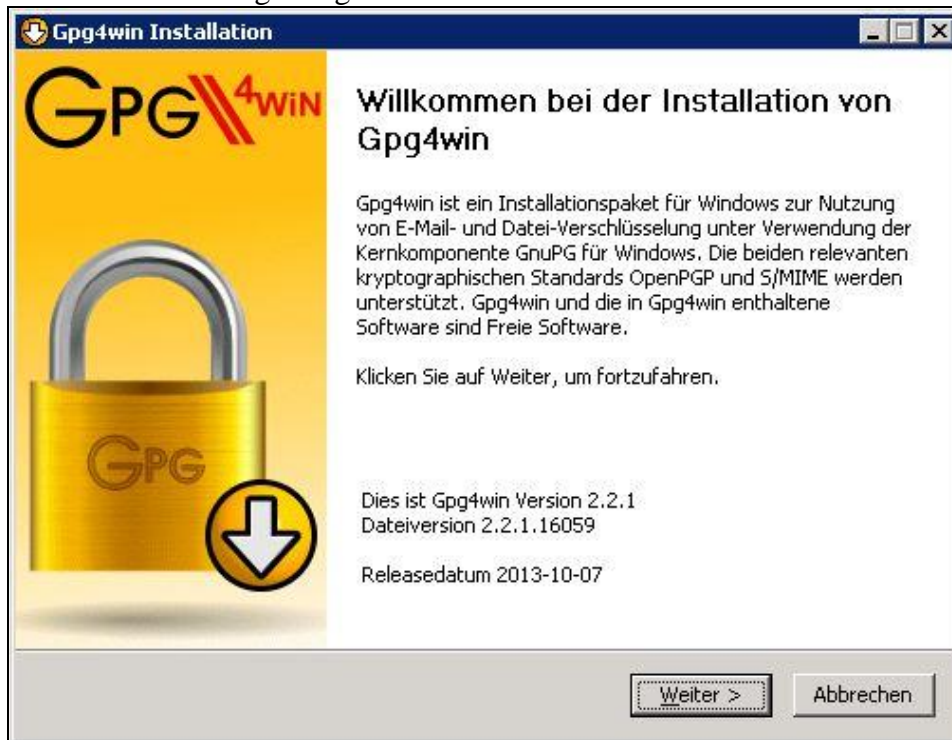 Gpg4win Installation
GPG4WiN
Willkommen bei der Installation von
Gpg4win
Gpg4win ist ein Installationspaket für Windows zur Nutzung
von E-Mail- und Datei-Verschlüsselung unter Verwendung der
Kernkomponente GnuPG für Windows. Die beiden relevanten
kryptographischen Standards OpenPGP und S/MIME werden
unterstützt. Gpg4win und die in Gpg4win enthaltene
Software sind Freie Software.
Klicken Sie auf Weiter, um fortzufahren.
GPG
Dies ist Gpg4win Version 2.2.1
Dateiversion 2.2.1.16059
Releasedatum 2013-10-07
Weiter >
Abbrechen